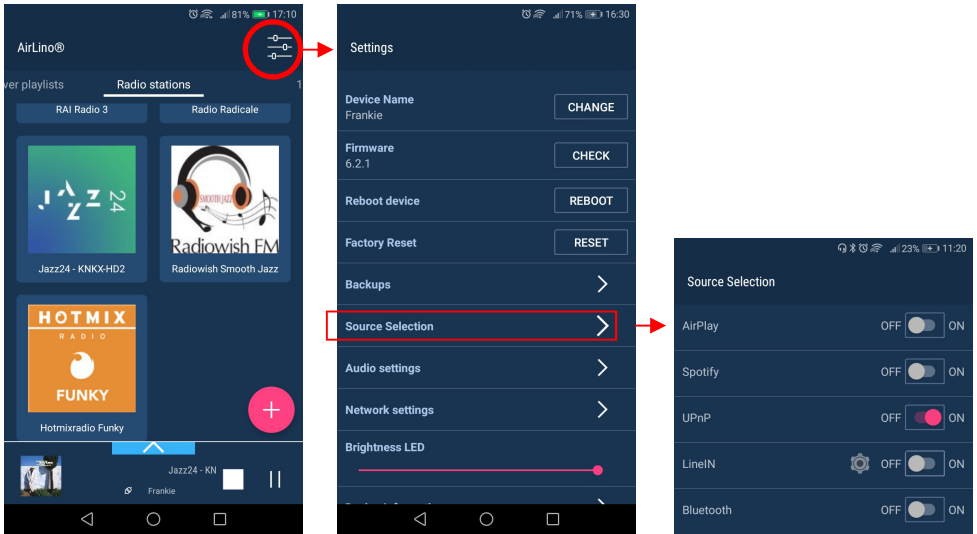 81% 17:10
AirLino®
ver playlists Radio stations 1
RAI Radio 3 Radio Radicale
JAZZ 24
SMOOTH JAZZ
Radiowish FM
Jazz24 - KNKX-HD2 Radiowish Smooth Jazz
HOTMIX
RADIO
FUNKY
Hotmixradio Funky
Jazz24 - KN
Frankie
71% 16:30
Settings
Device Name
Frankie
CHANGE
Firmware
6.2.1
CHECK
Reboot device REBOOT
Factory Reset RESET
Backups
Source Selection
Audio settings
Network settings
Brightness LED
23% 11:20
Source Selection
AirPlay OFF ON
Spotify OFF ON
UPnP OFF ON
LineIN OFF ON
Bluetooth OFF ON